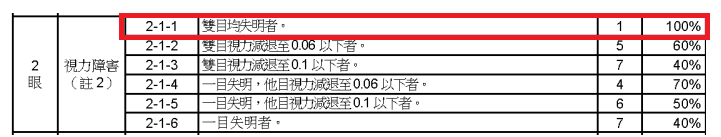 2-1-1 雙目均失明者。 1 100%
2-1-2 雙目視力減退至0.06 以下者。 5 60%
2 眼 視力障害（註2） 2-1-3 雙目視力減退至0.1 以下者。 7 40%
2-1-4 一目失明，他目視力減退至0.06 以下者。 4 70%
2-1-5 一目失明，他目視力減退至0.1 以下者。 6 50%
2-1-6 一目失明者。 7 40%